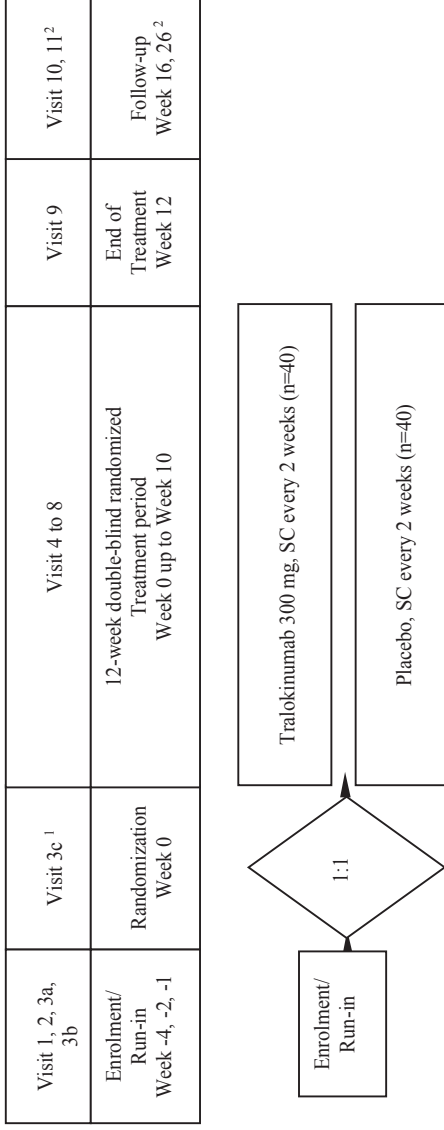 Visit 1, 2, 3a,
3b
Visit 3c ¹
Visit 4 to 8
Visit 9
Visit 10, 11²
Enrolment/
Run-in
Week -4, -2, -1
Randomization
Week 0
12-week double-blind randomized
Treatment period
Week 0 up to Week 10
End of
Treatment
Week 12
Follow-up
Week 16, 26 ²
Enrolment/
Run-in
1:1
Tralokinumab 300 mg, SC every 2 weeks (n=40)
Placebo, SC every 2 weeks (n=40)